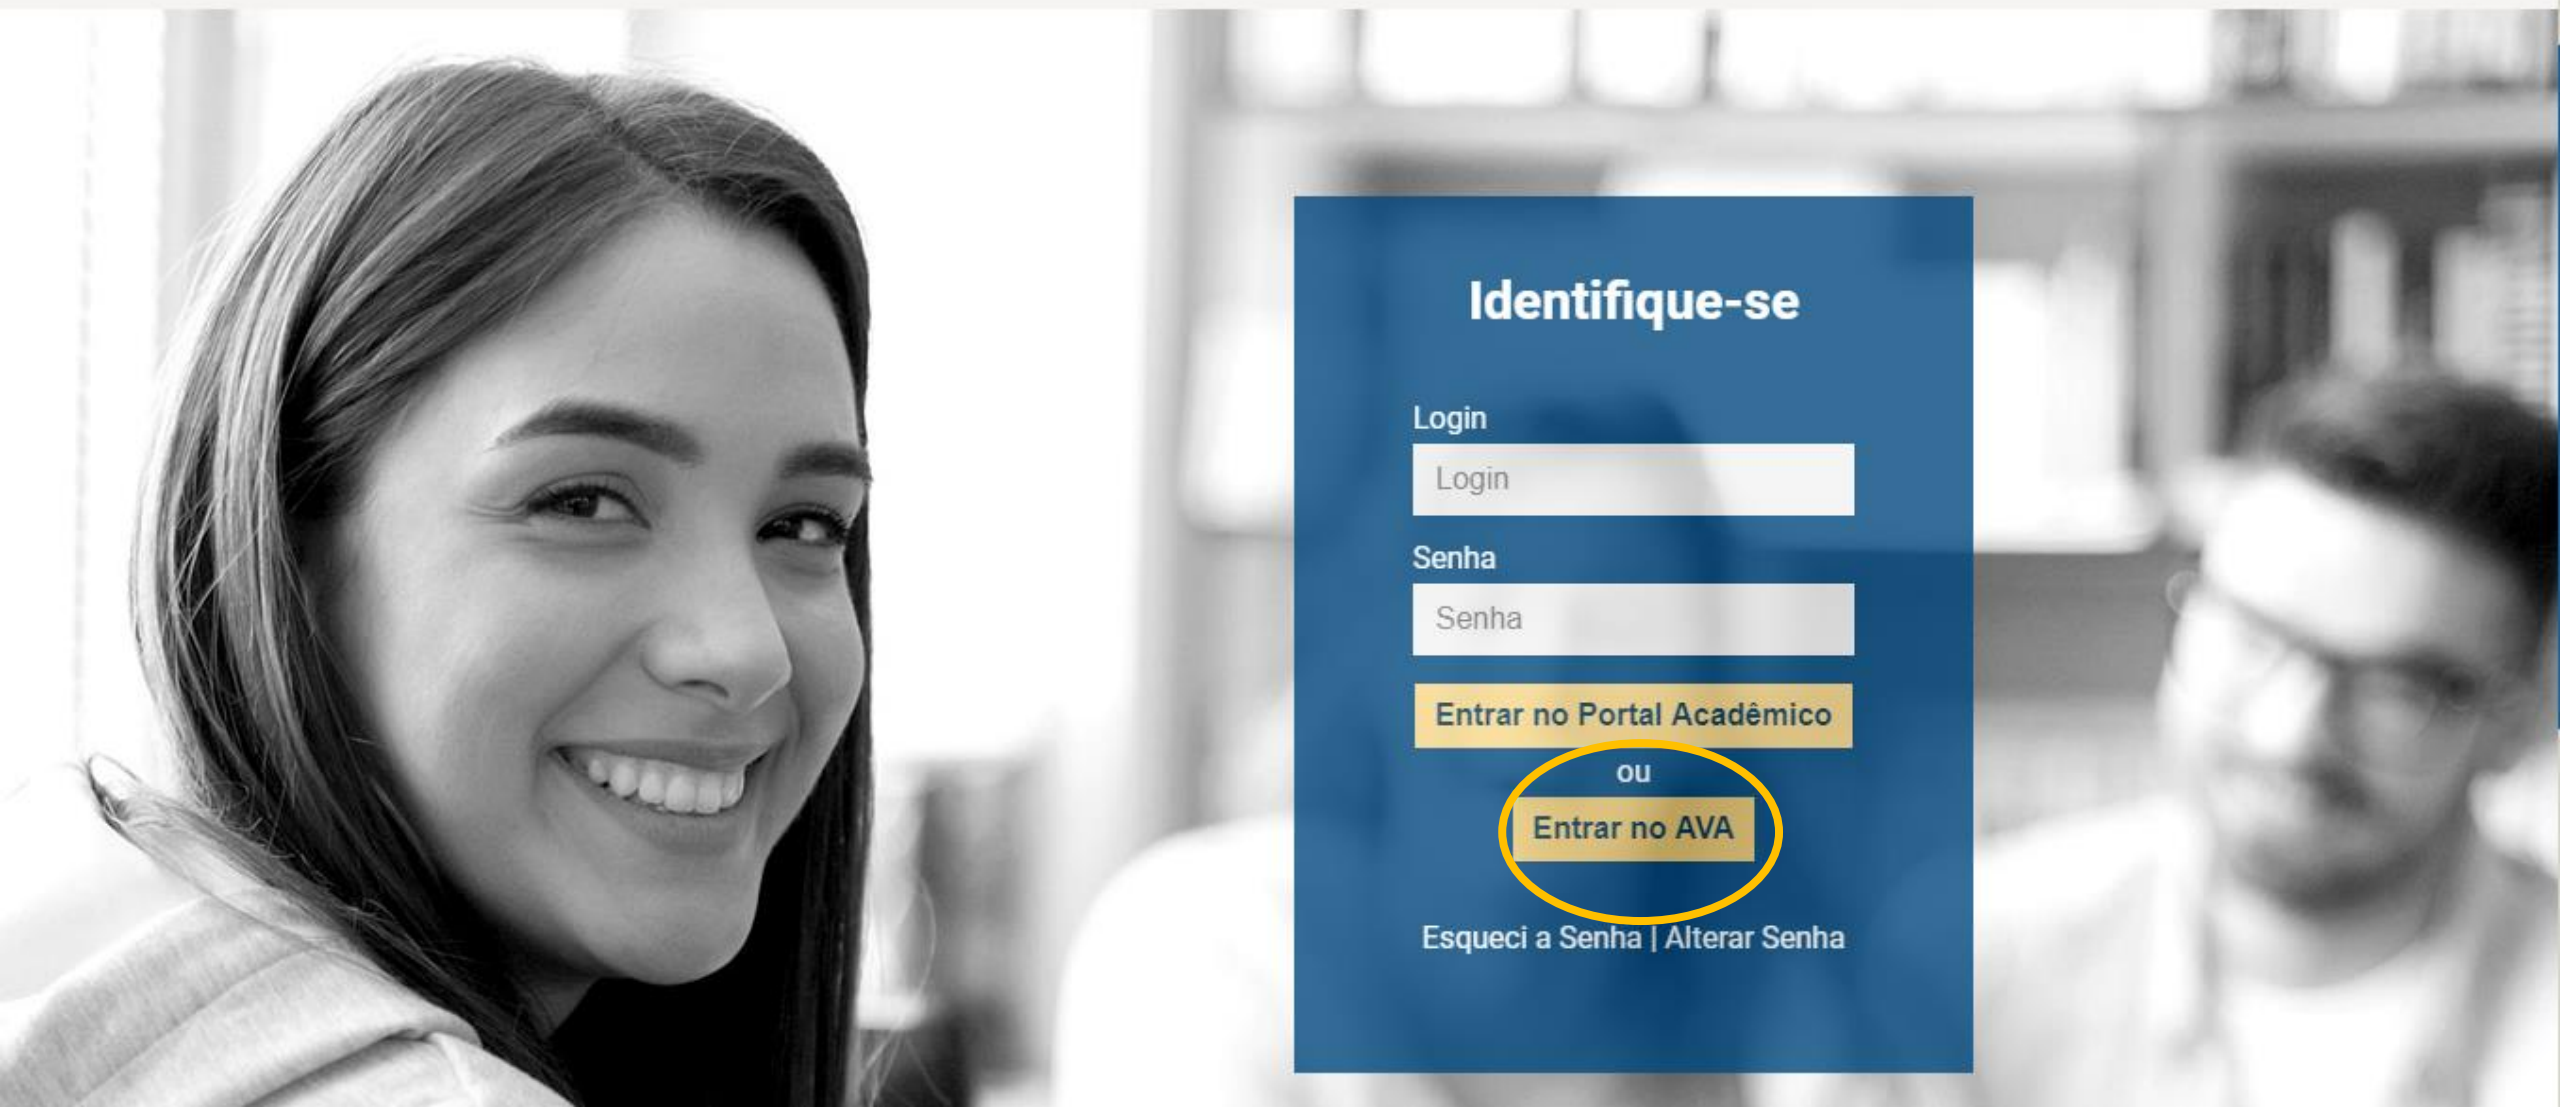 Identifique-se
Login
Login
Senha
Senha
Entrar no Portal Acadêmico
ou
Entrar no AVA
Esqueci a Senha | Alterar Senha